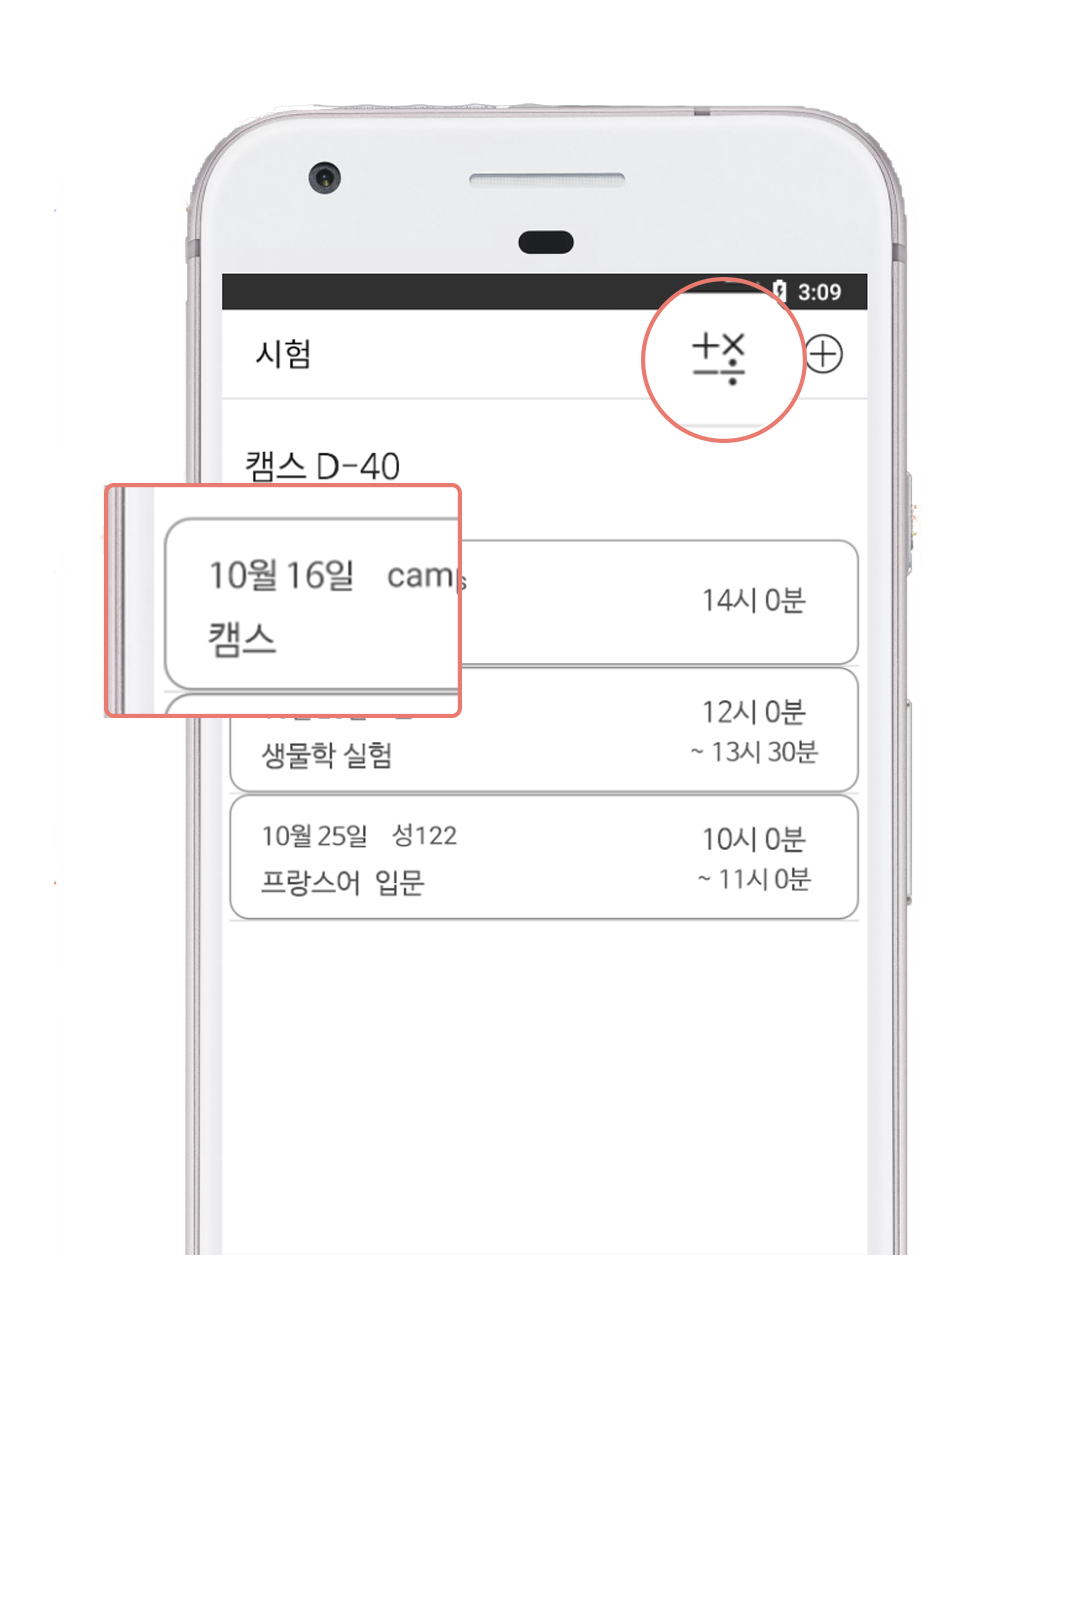 3:09
시험
캠스 D-40
10월 16일 cam
캠스
14시 0분
12시 0분
생물학 실험
~ 13시 30분
10월 25일 성122
10시 0분
프랑스어 입문
~ 11시 0분